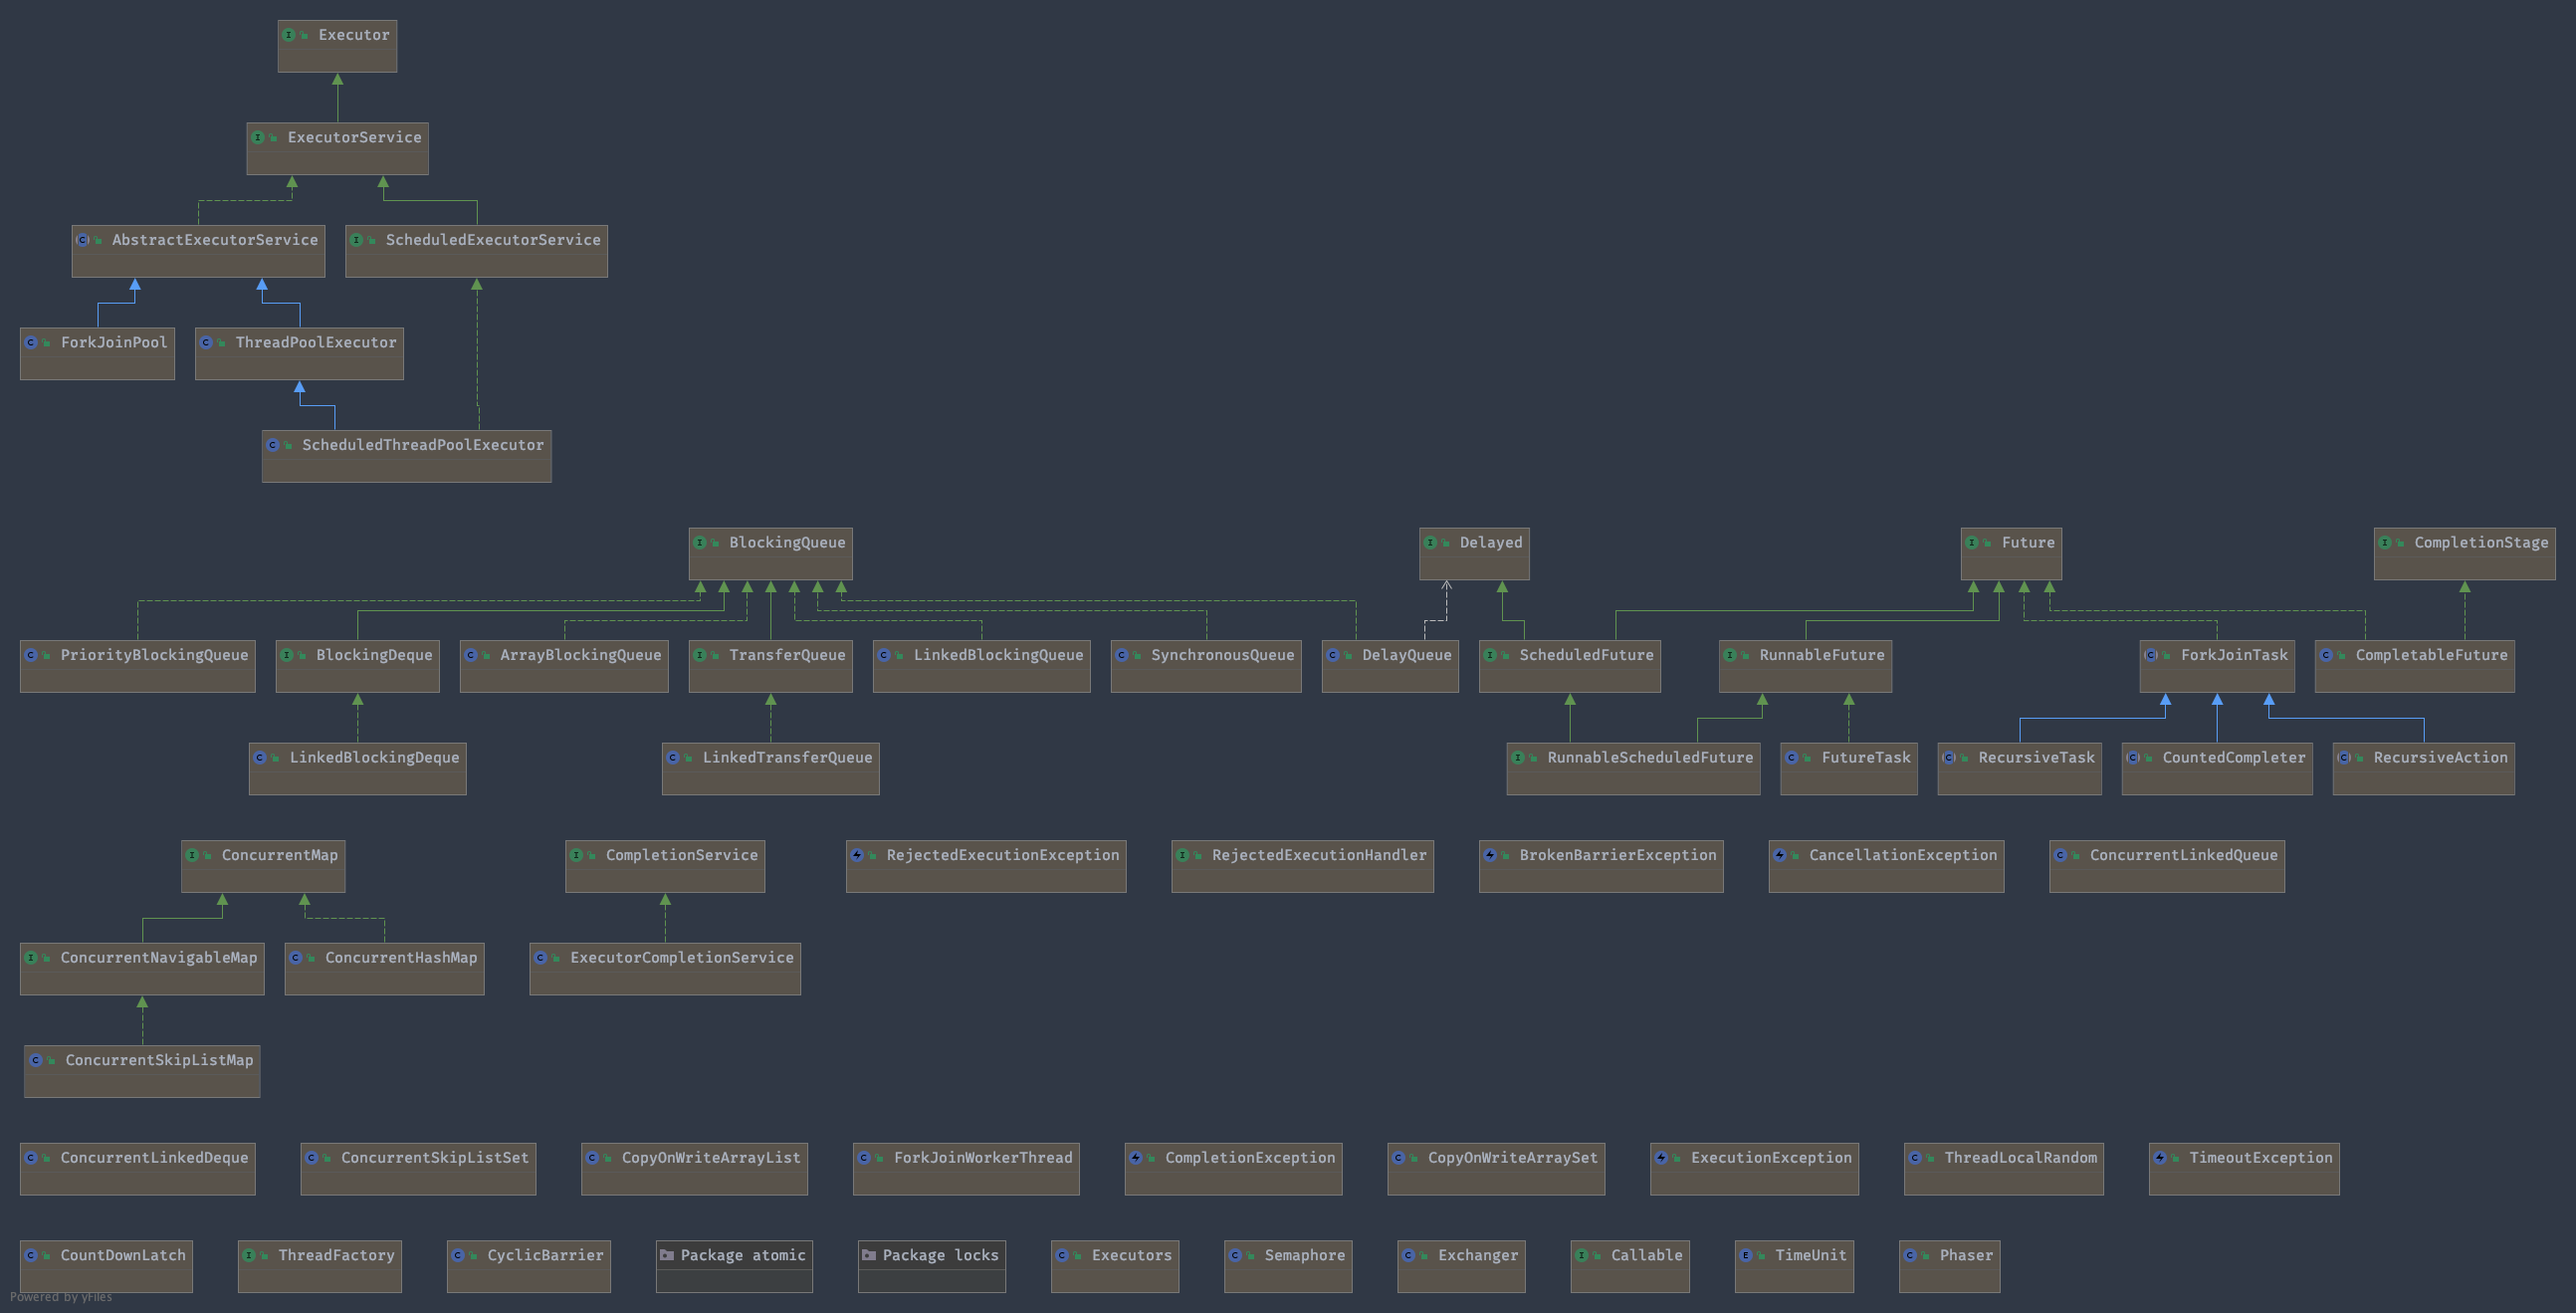 Executor
ExecutorService
AbstractExecutorService
ScheduledExecutorService
ForkJoinPool
ThreadPoolExecutor
ScheduledThreadPoolExecutor
BlockingQueue
Delayed
Future
CompletionStage
PriorityBlockingQueue
BlockingDeque
ArrayBlockingQueue
TransferQueue
LinkedBlockingQueue
SynchronousQueue
DelayQueue
ScheduledFuture
RunnableFuture
ForkJoinTask
CompletableFuture
LinkedBlockingDeque
LinkedTransferQueue
RunnableScheduledFuture
FutureTask
RecursiveTask
CountedCompleter
RecursiveAction
ConcurrentMap
CompletionService
RejectedExecutionException
RejectedExecutionHandler
BrokenBarrierException
CancellationException
ConcurrentLinkedQueue
ConcurrentNavigableMap
ConcurrentHashMap
ExecutorCompletionService
ConcurrentSkipListMap
ConcurrentLinkedDeque
ConcurrentSkipListSet
CopyOnWriteArrayList
ForkJoinWorkerThread
CompletionException
CopyOnWriteArraySet
ExecutionException
ThreadLocalRandom
TimeoutException
CountDownLatch
ThreadFactory
CyclicBarrier
Package atomic
Package locks
Executors
Semaphore
Exchanger
Callable
TimeUnit
Phaser
Powered by yFiles